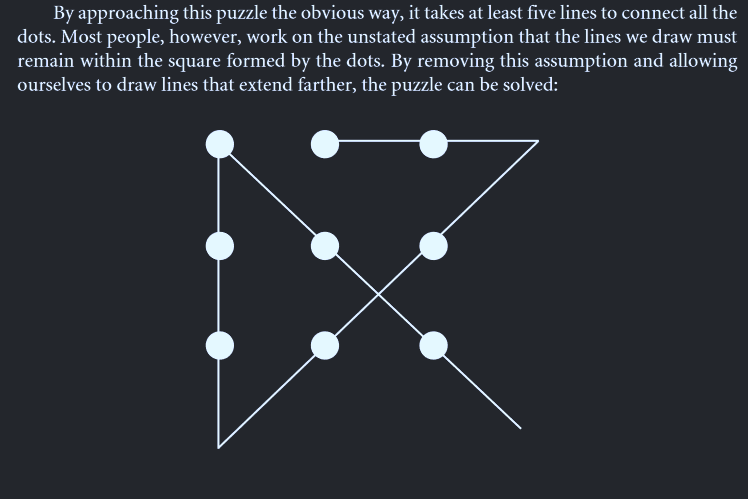 By approaching this puzzle the obvious way, it takes at least five lines to connect all the
dots. Most people, however, work on the unstated assumption that the lines we draw must
remain within the square formed by the dots. By removing this assumption and allowing
ourselves to draw lines that extend farther, the puzzle can be solved: